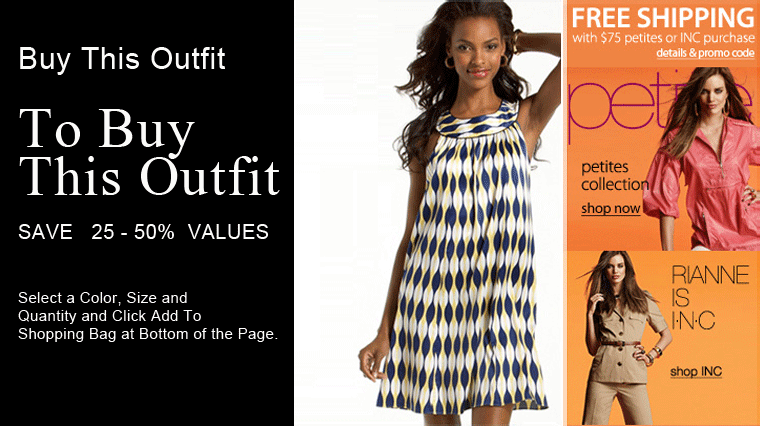 Buy This Outfit
To Buy
This Outfit
SAVE 25 - 50% VALUES
Select a Color, Size and
Quantity and Click Add To
Shopping Bag at Bottom of the Page.
FREE SHIPPING
with $75 petites or INC purchase
details & promo code
petite
petites
collection
shop now
RIANNE
IS
I·N·C
shop INC